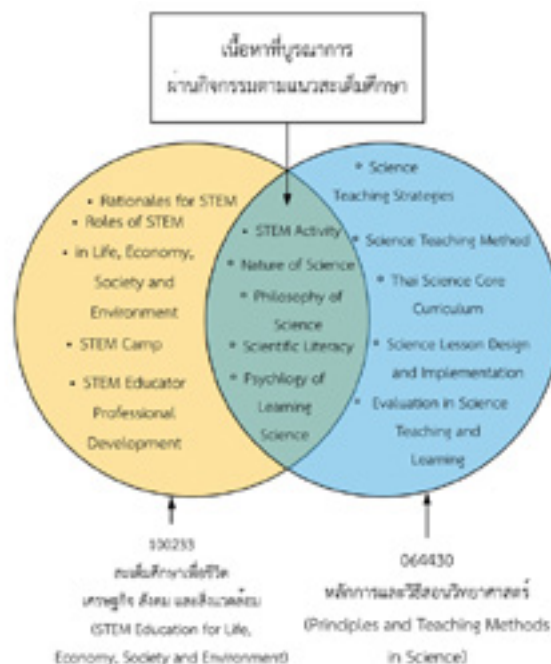 เนื้อหาที่บูรณาการ
ผ่านกิจกรรมตามแนวสะเต็มศึกษา
• Rationales for STEM
• Roles of STEM
• in Life, Economy,
Society and
Environment
• STEM Camp
• STEM Educator
Professional
Development
• STEM Activity
• Nature of Science
• Philosophy of
Science
• Scientific Literacy
• Psychlogy of
Learning
Science
• Science
Teaching Strategies
• Science Teaching Method
• Thai Science Core
Curriculum
• Science Lesson Design
and Implementation
• Evaluation in Science
Teaching and
Learning
100233
สะเต็มศึกษาเพื่อชีวิต
เศรษฐกิจ สังคม และสิ่งแวดล้อม
(STEM Education for Life,
Economy, Society and Environment)
064430
หลักการและวิธีสอนวิทยาศาสตร์
(Principles and Teaching Methods
in Science)